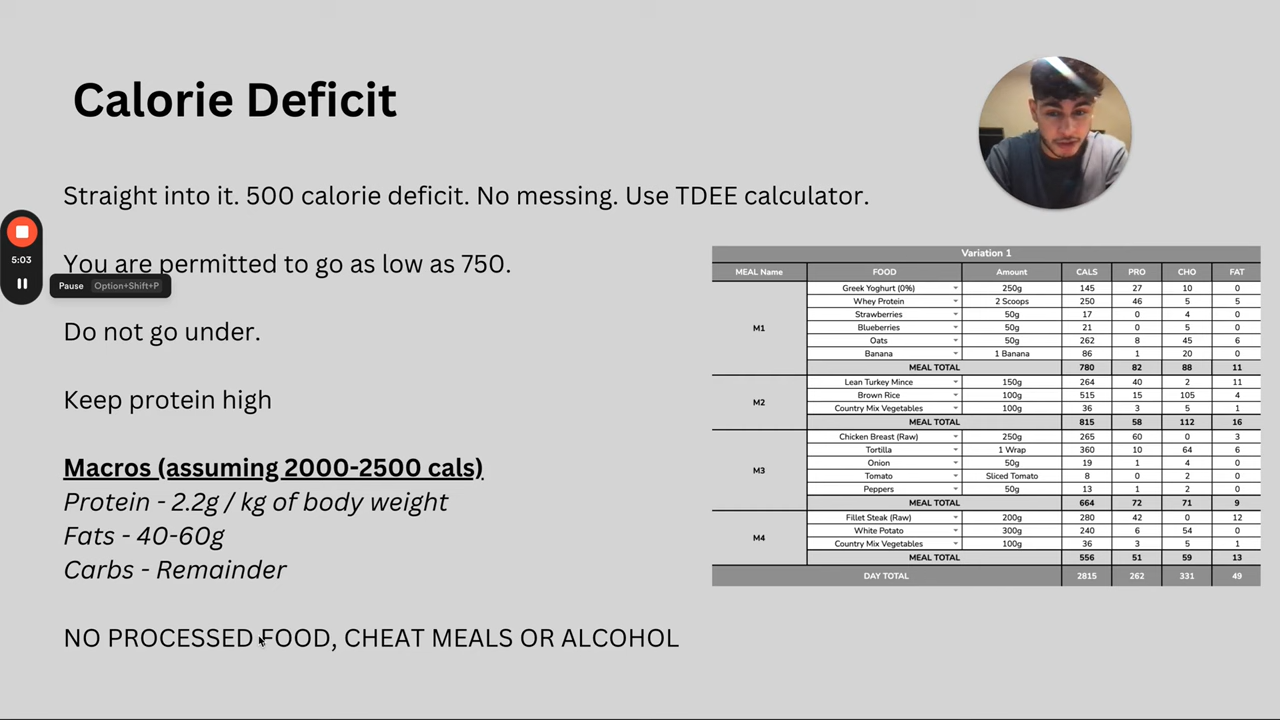 Calorie Deficit
Straight into it. 500 calorie deficit. No messing. Use TDEE calculator.
You are permitted to go as low as 750.
5:03
Pause Option+Shift+P
Do not go under.
Keep protein high
Macros (assuming 2000-2500 cals)
Protein - 2.2g / kg of body weight
Fats - 40-60g
Carbs - Remainder
NO PROCESSED FOOD, CHEAT MEALS OR ALCOHOL
Variation 1
MEAL Name FOOD Amount CALS PRO CHO FAT
M1
Greek Yoghurt (0%) 250g 145 27 10 0
Whey Protein 2 Scoops 250 46 5 5
Strawberries 50g 17 0 4 0
Blueberries 50g 21 0 5 0
Oats 50g 262 8 45 6
Banana 1 Banana 86 1 20 0
MEAL TOTAL 780 82 88 11
M2
Lean Turkey Mince 150g 264 40 2 11
Brown Rice 100g 515 15 105 4
Country Mix Vegetables 100g 36 3 5 1
MEAL TOTAL 815 58 112 16
M3
Chicken Breast (Raw) 250g 265 60 0 3
Tortilla 1 Wrap 360 10 64 6
Onion 50g 19 1 4 0
Tomato Sliced Tomato 8 0 2 0
Peppers 50g 13 1 2 0
MEAL TOTAL 664 72 71 9
M4
Fillet Steak (Raw) 200g 280 42 0 12
White Potato 300g 240 6 54 0
Country Mix Vegetables 100g 36 3 5 1
MEAL TOTAL 556 51 59 13
DAY TOTAL 2815 262 331 49